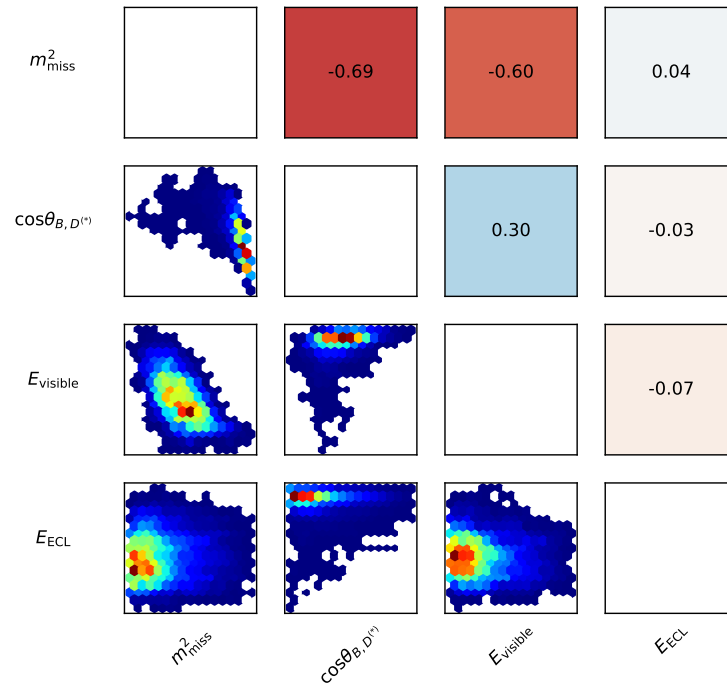 m²miss -0.69 -0.60 0.04
cosθB, D(*) 0.30 -0.03
Evisible -0.07
EECL
m²miss cosθB, D(*) Evisible EECL